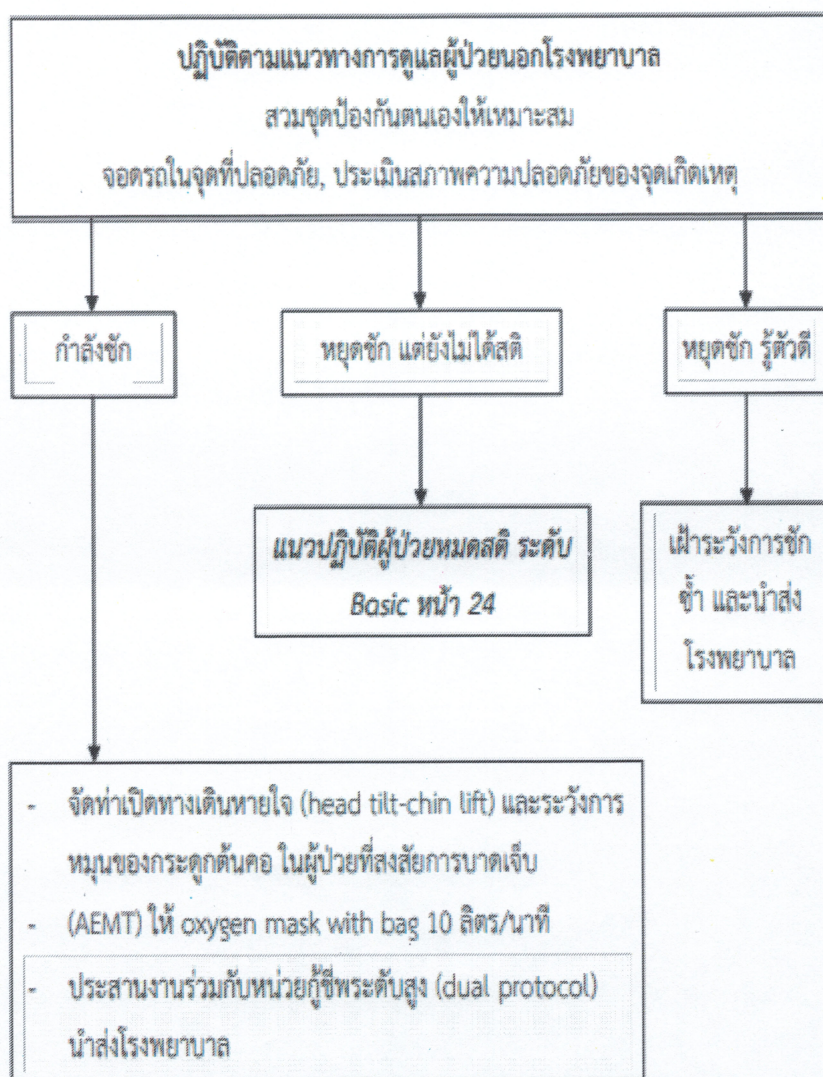 ปฏิบัติตามแนวทางการดูแลผู้ป่วยนอกโรงพยาบาล
สวมชุดป้องกันตนเองให้เหมาะสม
จอดรถในจุดที่ปลอดภัย, ประเมินสภาพความปลอดภัยของจุดเกิดเหตุ
กำลังชัก
หยุดชัก แต่ยังไม่ได้สติ
หยุดชัก รู้ตัวดี
แนวปฏิบัติผู้ป่วยหมดสติ ระดับ
Basic หน้า 24
เฝ้าระวังการชัก
ซ้ำ และนำส่ง
โรงพยาบาล
- จัดท่าเปิดทางเดินหายใจ (head tilt-chin lift) และระวังการ
หมุนของกระดูกต้นคอ ในผู้ป่วยที่สงสัยการบาดเจ็บ
- (AEMT) ให้ oxygen mask with bag 10 ลิตร/นาที
- ประสานงานร่วมกับหน่วยกู้ชีพระดับสูง (dual protocol)
นำส่งโรงพยาบาล